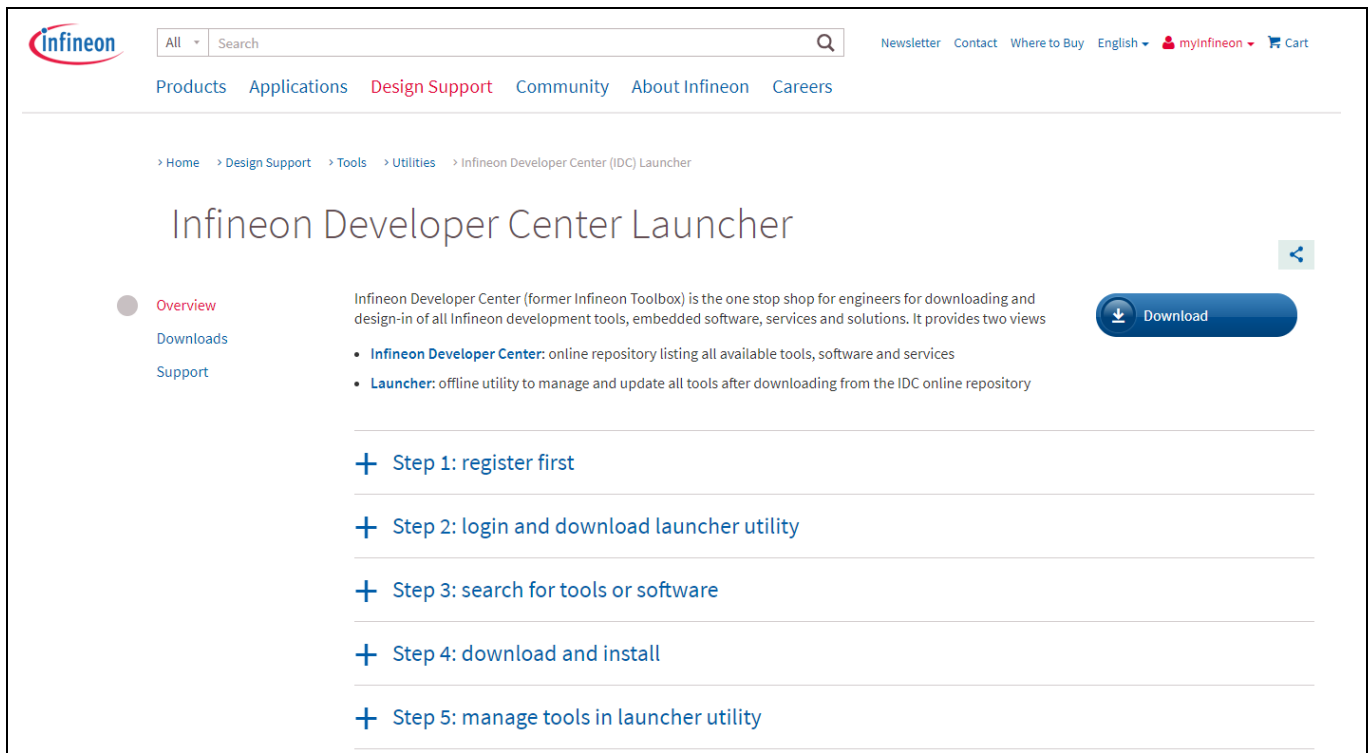 infineon
All Search
Newsletter Contact Where to Buy English myInfineon Cart
Products Applications Design Support Community About Infineon Careers
> Home > Design Support > Tools > Utilities > Infineon Developer Center (IDC) Launcher
Infineon Developer Center Launcher
Overview
Downloads
Support
Infineon Developer Center (former Infineon Toolbox) is the one stop shop for engineers for downloading and
design-in of all Infineon development tools, embedded software, services and solutions. It provides two views
• Infineon Developer Center: online repository listing all available tools, software and services
• Launcher: offline utility to manage and update all tools after downloading from the IDC online repository
Download
Step 1: register first
Step 2: login and download launcher utility
Step 3: search for tools or software
Step 4: download and install
Step 5: manage tools in launcher utility